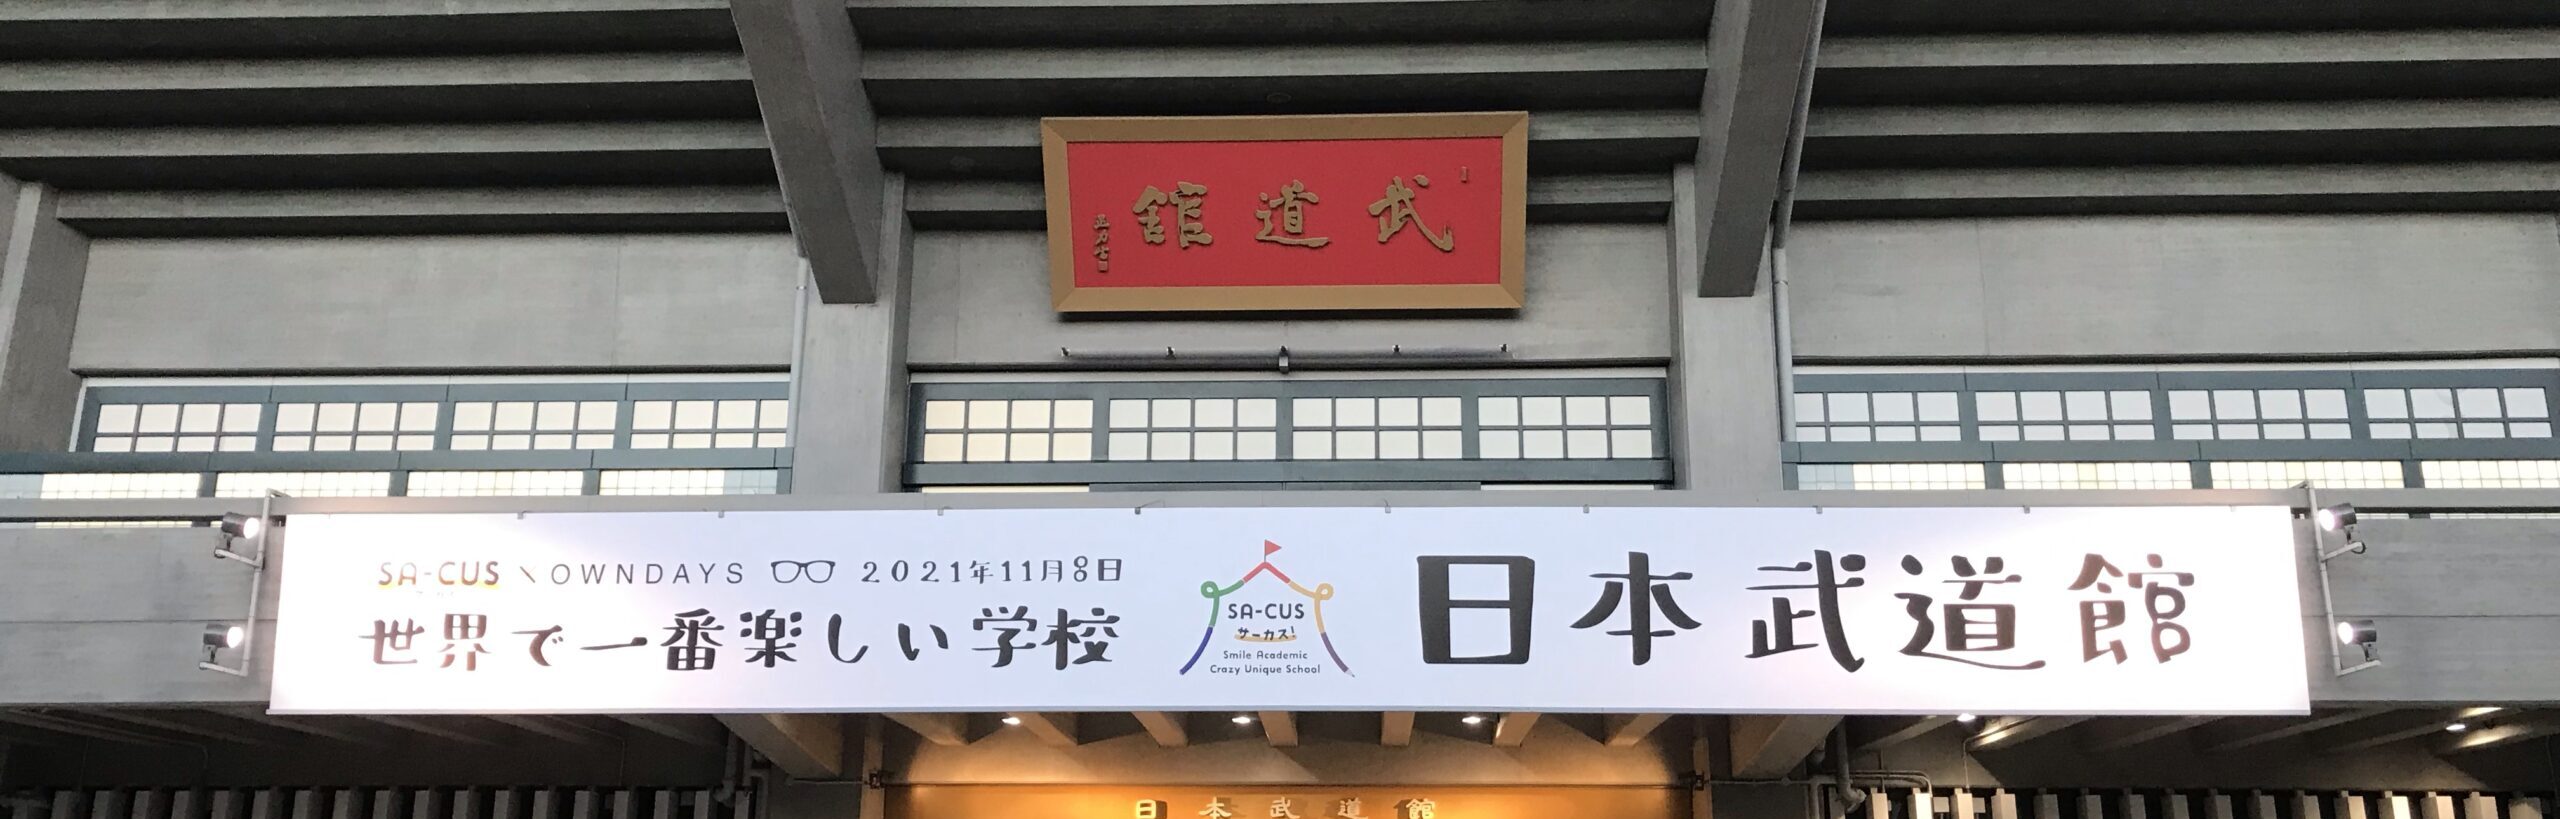 武道館
SA-CUS \ OWNDAYS 2021年11月8日
世界で一番楽しい学校
SA-CUS
サーカス!
Smile Academic
Crazy Unique School
日本武道館
日本武道館